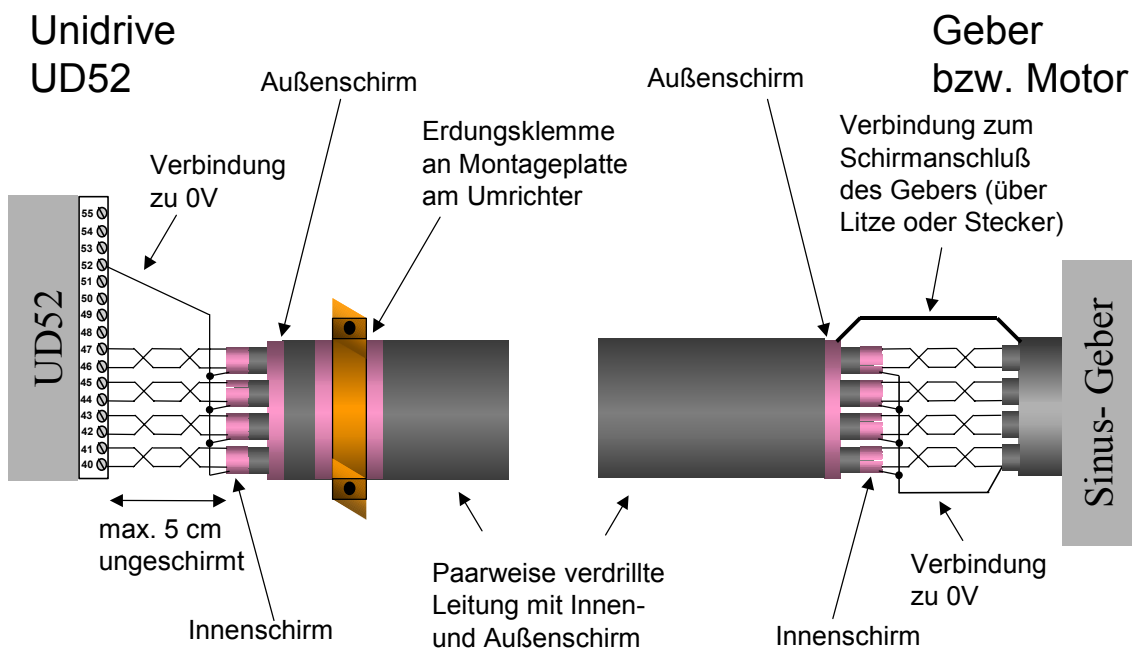 Unidrive
UD52
Geber
bzw. Motor
Außenschirm
Außenschirm
Erdungsklemme
an Montageplatte
am Umrichter
Verbindung zum
Schirmanschluß
des Gebers (über
Litze oder Stecker)
Verbindung
zu 0V
55
54
53
52
51
50
49
48
47
46
45
44
43
42
41
40
UD52
Sinus- Geber
max. 5 cm
ungeschirmt
Paarweise verdrillte
Leitung mit Innen-
und Außenschirm
Verbindung
zu 0V
Innenschirm
Innenschirm